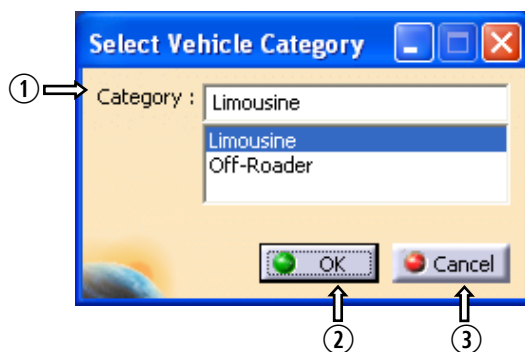 Select Vehicle Category
① Category : Limousine
Limousine
Off-Roader
OK Cancel
② ③